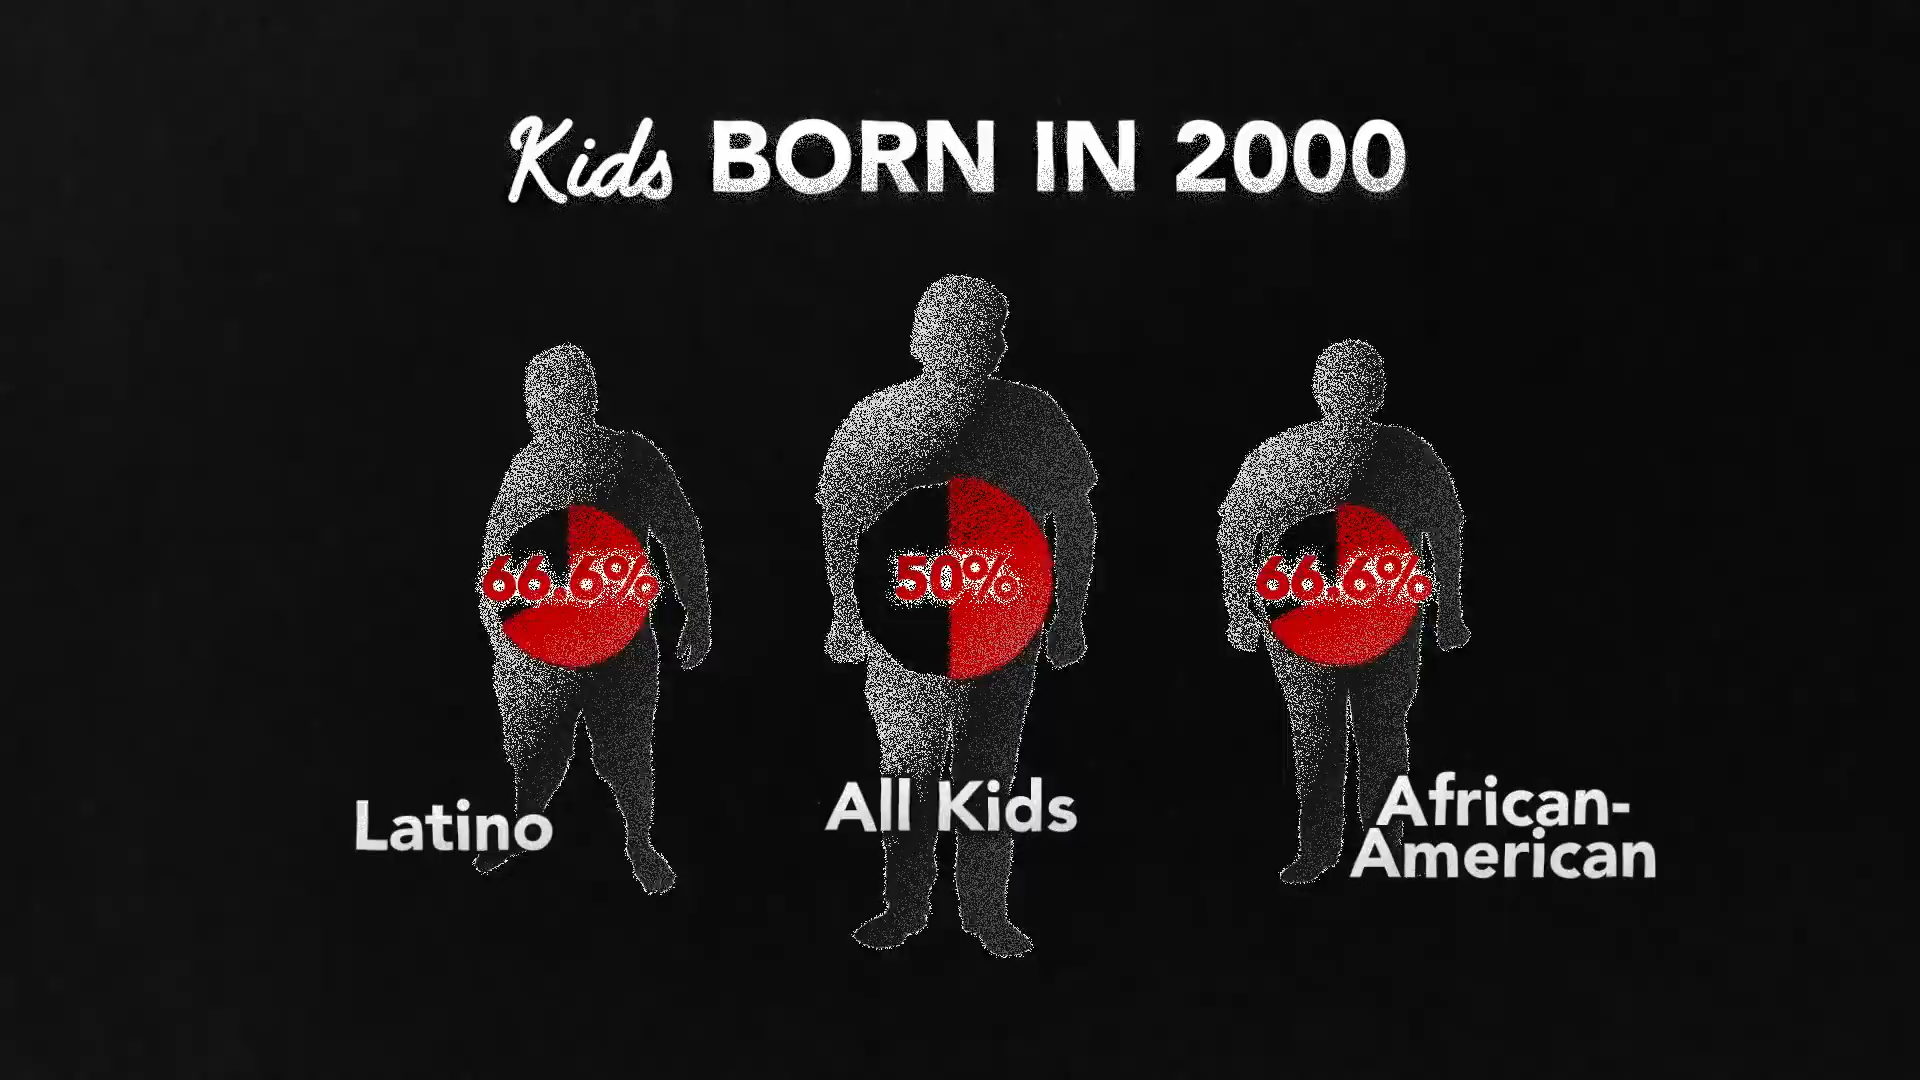 Kids BORN IN 2000
66.6%
50%
66.6%
Latino
All Kids
African-
American